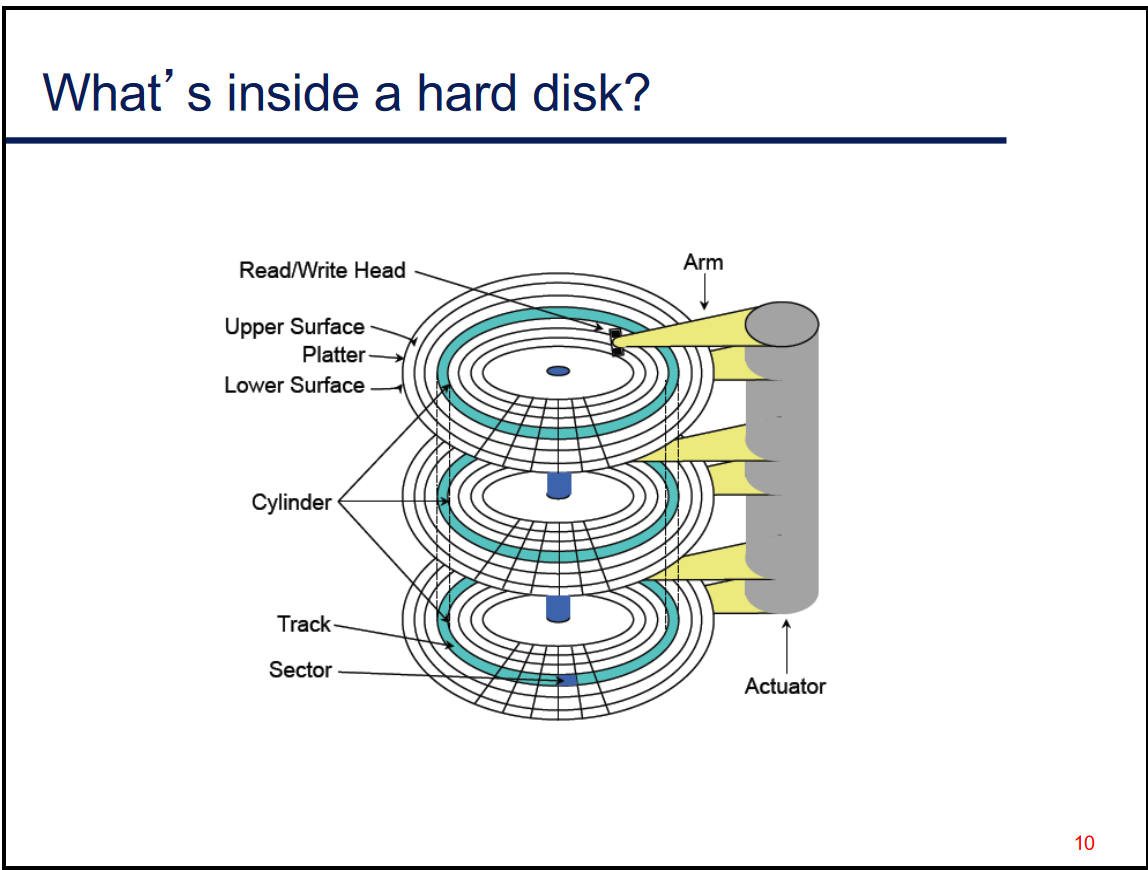 What’s inside a hard disk?
Read/Write Head
Arm
Upper Surface
Platter
Lower Surface
Cylinder
Track
Sector
Actuator
10